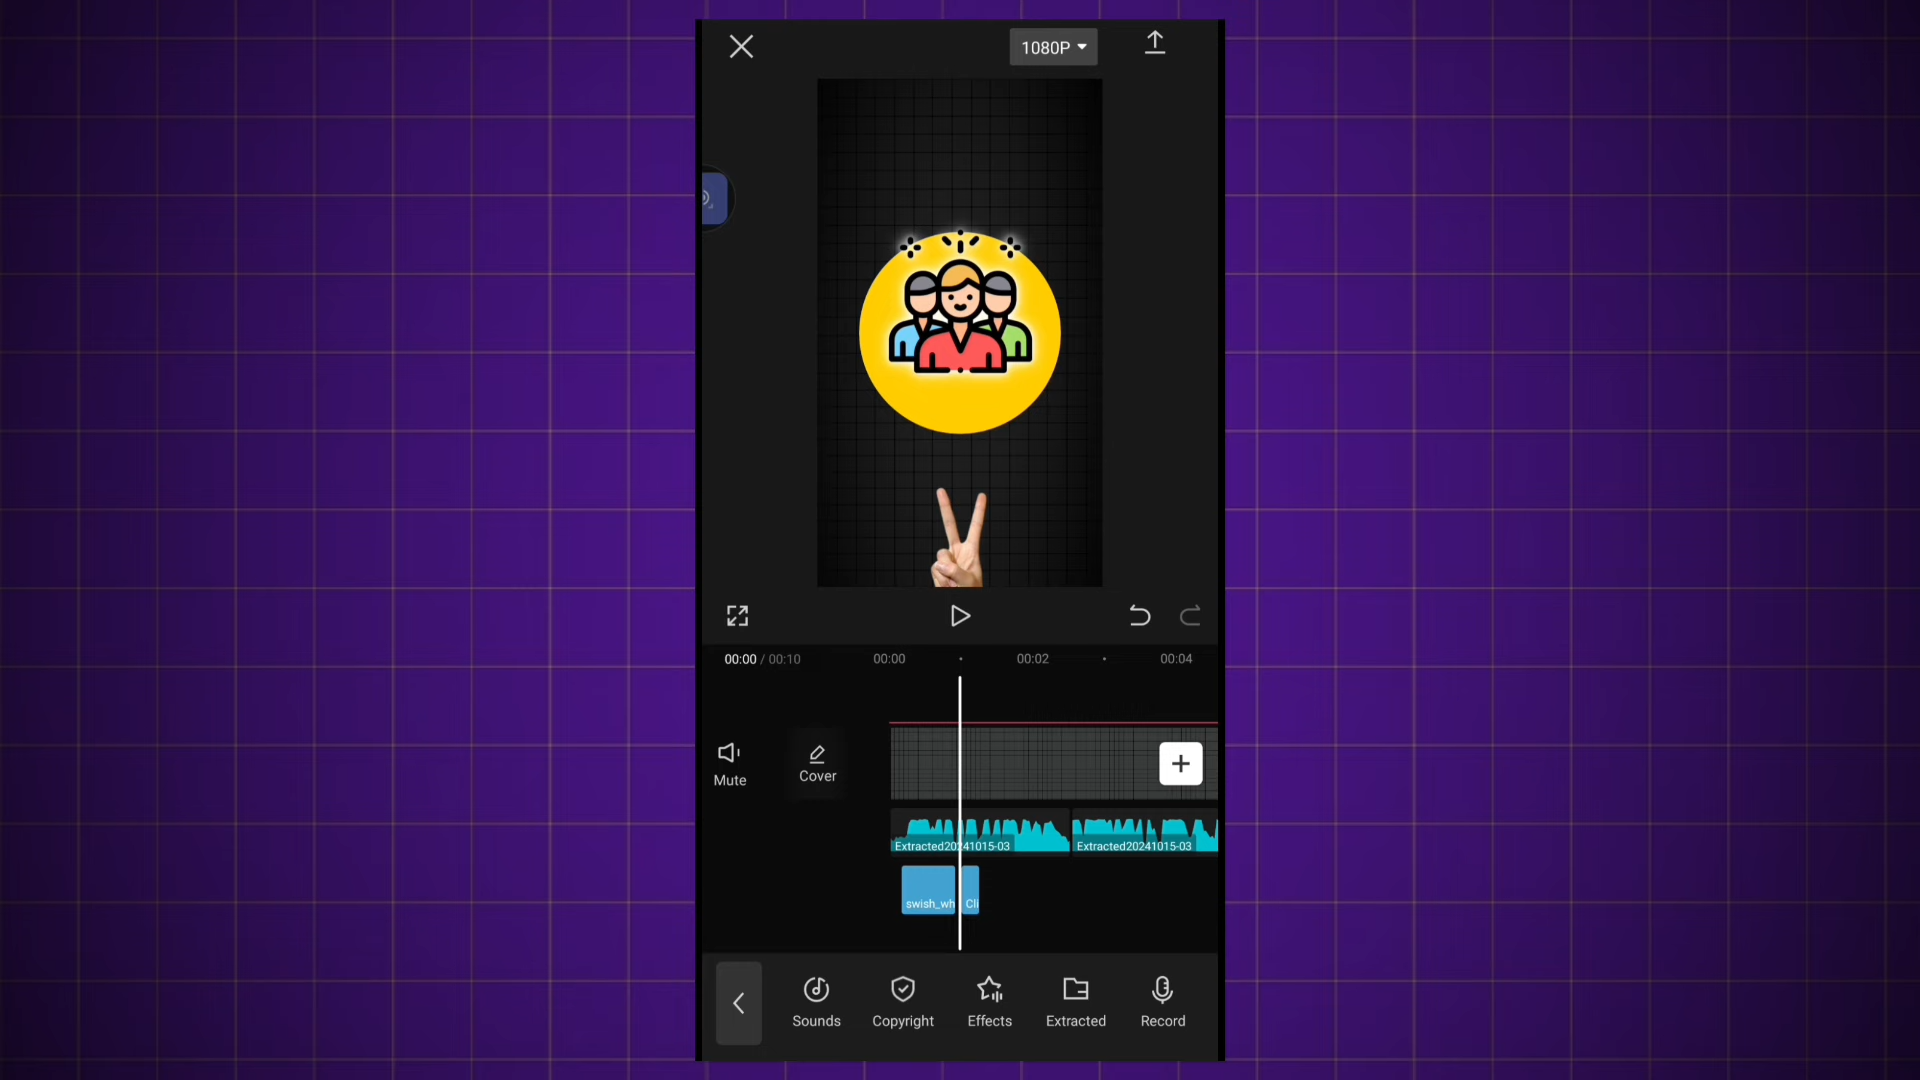 1080P
00:00 / 00:10
00:00
00:02
00:04
Mute
Cover
Extracted20241015-03
Extracted20241015-03
swish_wh
Cli
Sounds
Copyright
Effects
Extracted
Record